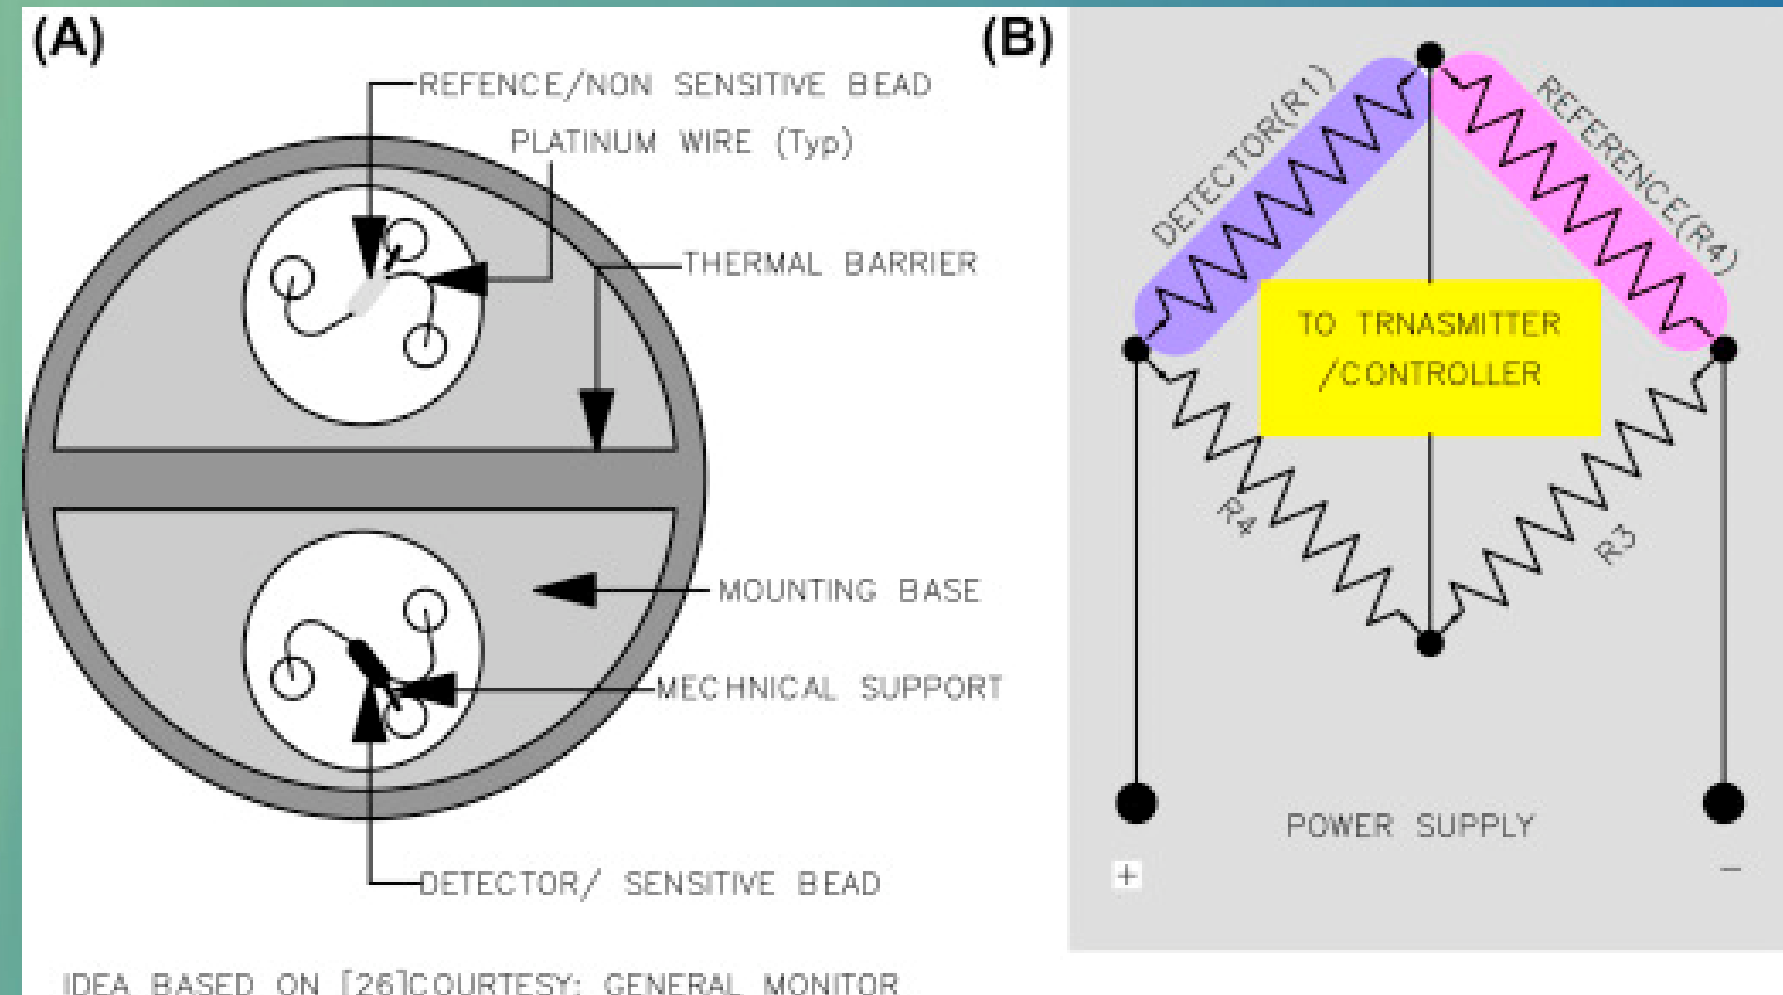 (A)
REFENCE/NON SENSITIVE BEAD
PLATINUM WIRE (Typ)
THERMAL BARRIER
MOUNTING BASE
MECHNICAL SUPPORT
DETECTOR/ SENSITIVE BEAD
IDEA BASED ON [26]COURTESY: GENERAL MONITOR
(B)
DETECTOR(R1)
REFERENCE(R4)
TO TRNASMITTER
/CONTROLLER
R4
R3
POWER SUPPLY
+
−